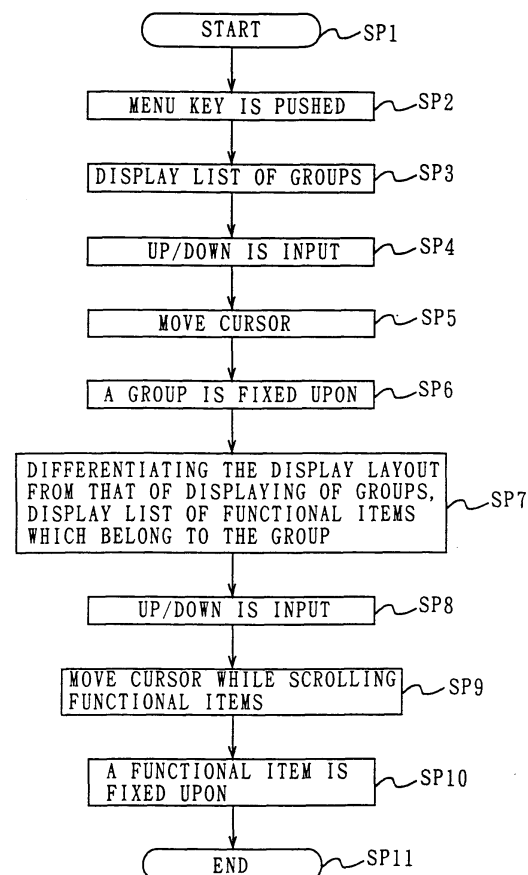 START
SP1
MENU KEY IS PUSHED
SP2
DISPLAY LIST OF GROUPS
SP3
UP/DOWN IS INPUT
SP4
MOVE CURSOR
SP5
A GROUP IS FIXED UPON
SP6
DIFFERENTIATING THE DISPLAY LAYOUT
FROM THAT OF DISPLAYING OF GROUPS,
DISPLAY LIST OF FUNCTIONAL ITEMS
WHICH BELONG TO THE GROUP
SP7
UP/DOWN IS INPUT
SP8
MOVE CURSOR WHILE SCROLLING
FUNCTIONAL ITEMS
SP9
A FUNCTIONAL ITEM IS
FIXED UPON
SP10
END
SP11